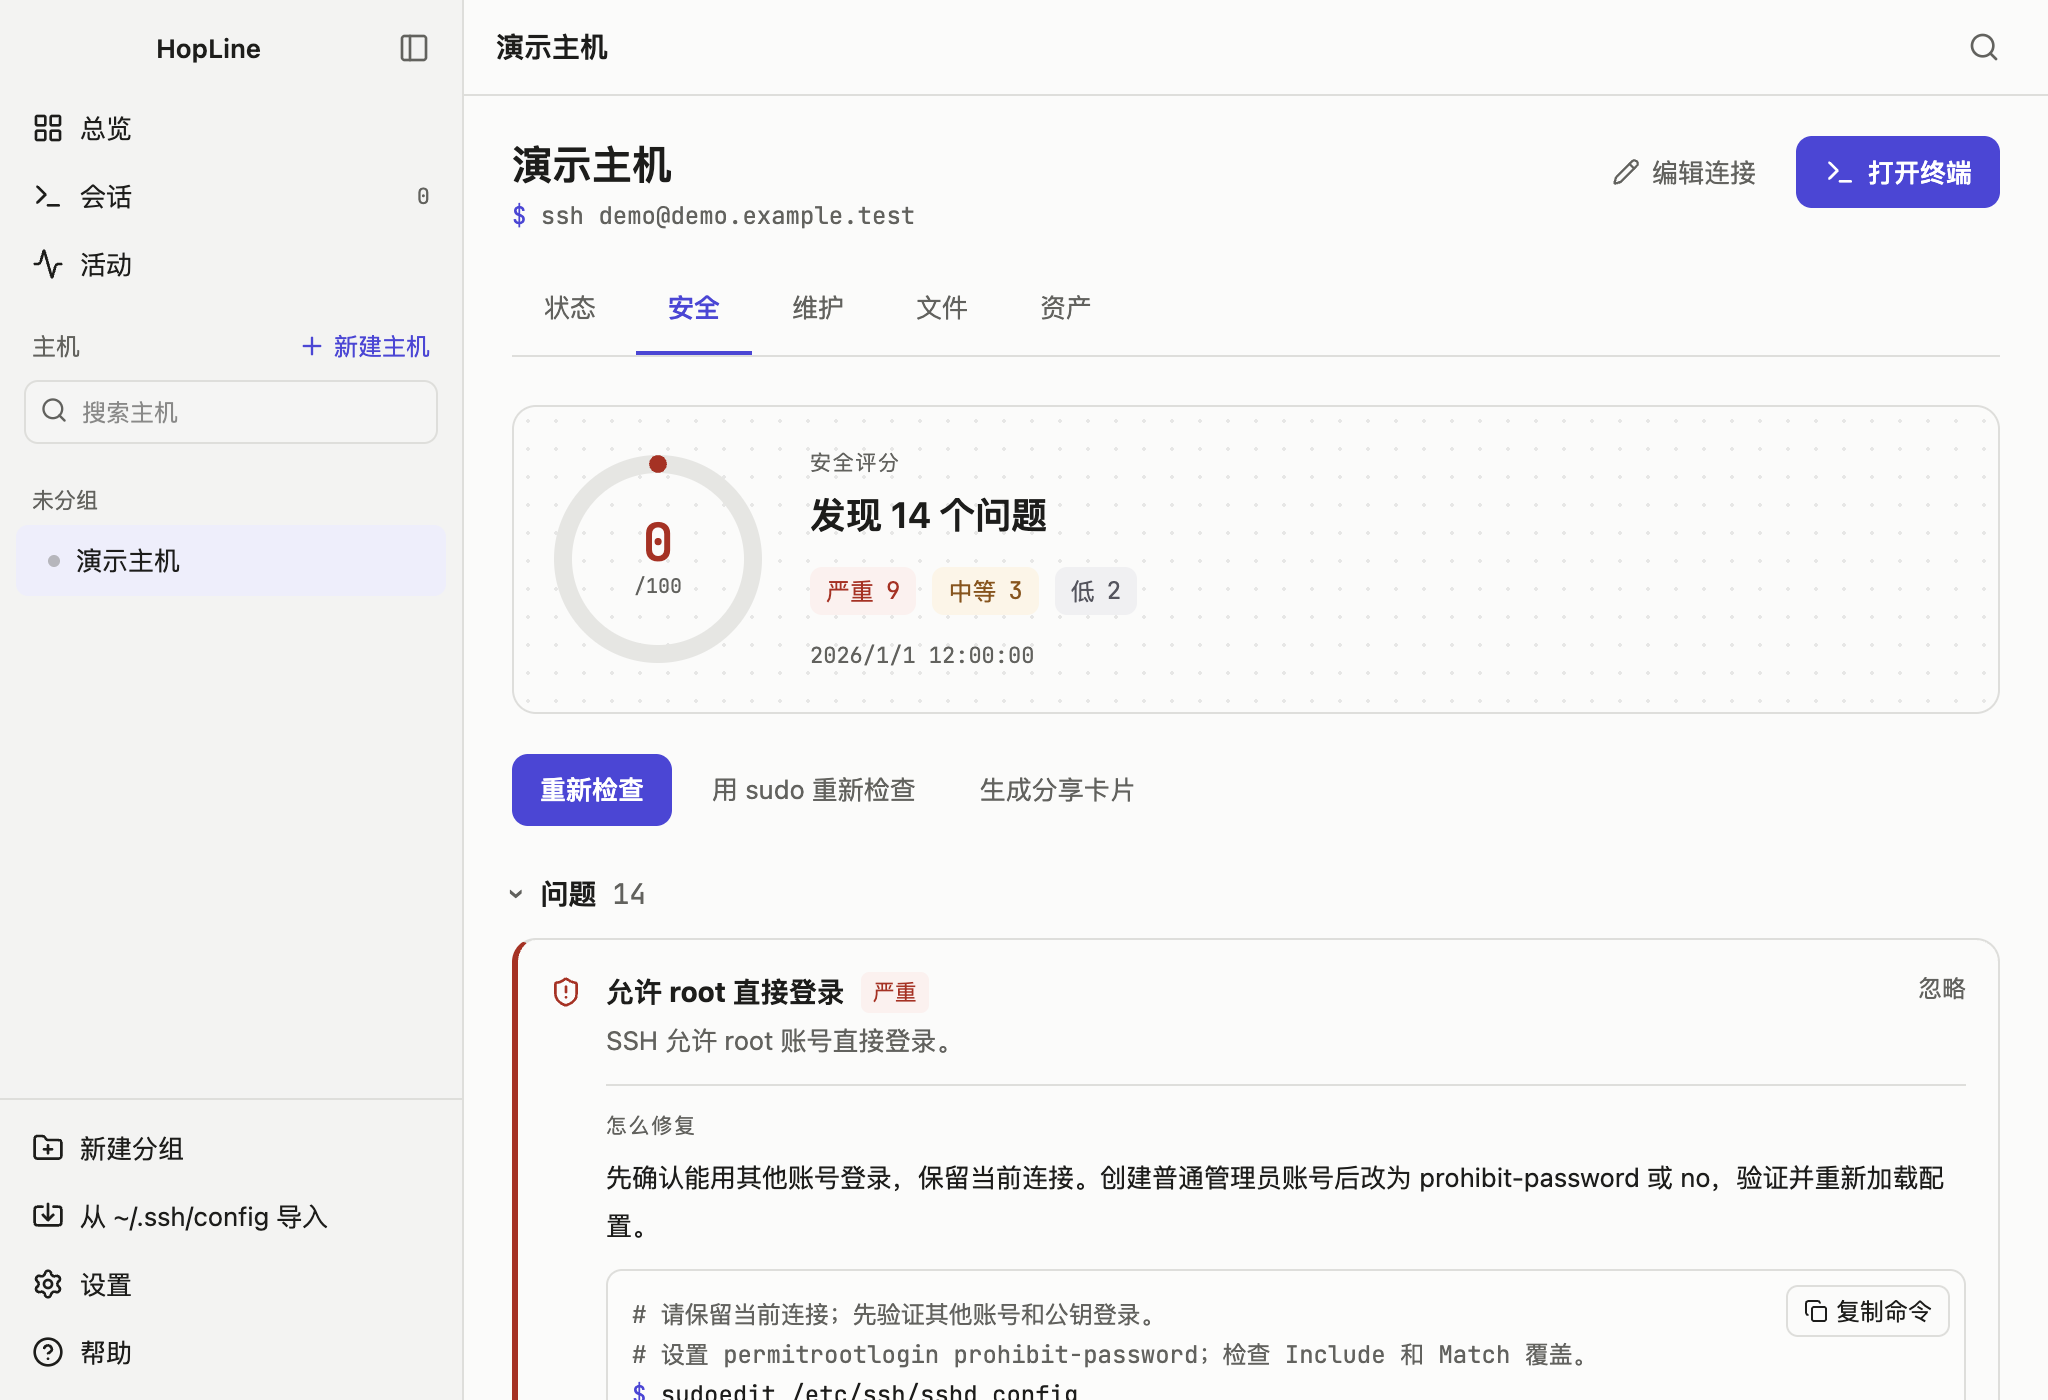 HopLine
总览
会话 0
活动
主机 + 新建主机
搜索主机
未分组
演示主机
新建分组
从 ~/.ssh/config 导入
设置
帮助
演示主机
演示主机
$ ssh demo@demo.example.test
编辑连接
打开终端
状态 安全 维护 文件 资产
0
/100
安全评分
发现 14 个问题
严重 9 中等 3 低 2
2026/1/1 12:00:00
重新检查 用 sudo 重新检查 生成分享卡片
问题 14
允许 root 直接登录 严重 忽略
SSH 允许 root 账号直接登录。
怎么修复
先确认能用其他账号登录，保留当前连接。创建普通管理员账号后改为 prohibit-password 或 no，验证并重新加载配
置。
复制命令
# 请保留当前连接；先验证其他账号和公钥登录。
# 设置 permitrootlogin prohibit-password；检查 Include 和 Match 覆盖。
$ sudoedit /etc/ssh/sshd_config